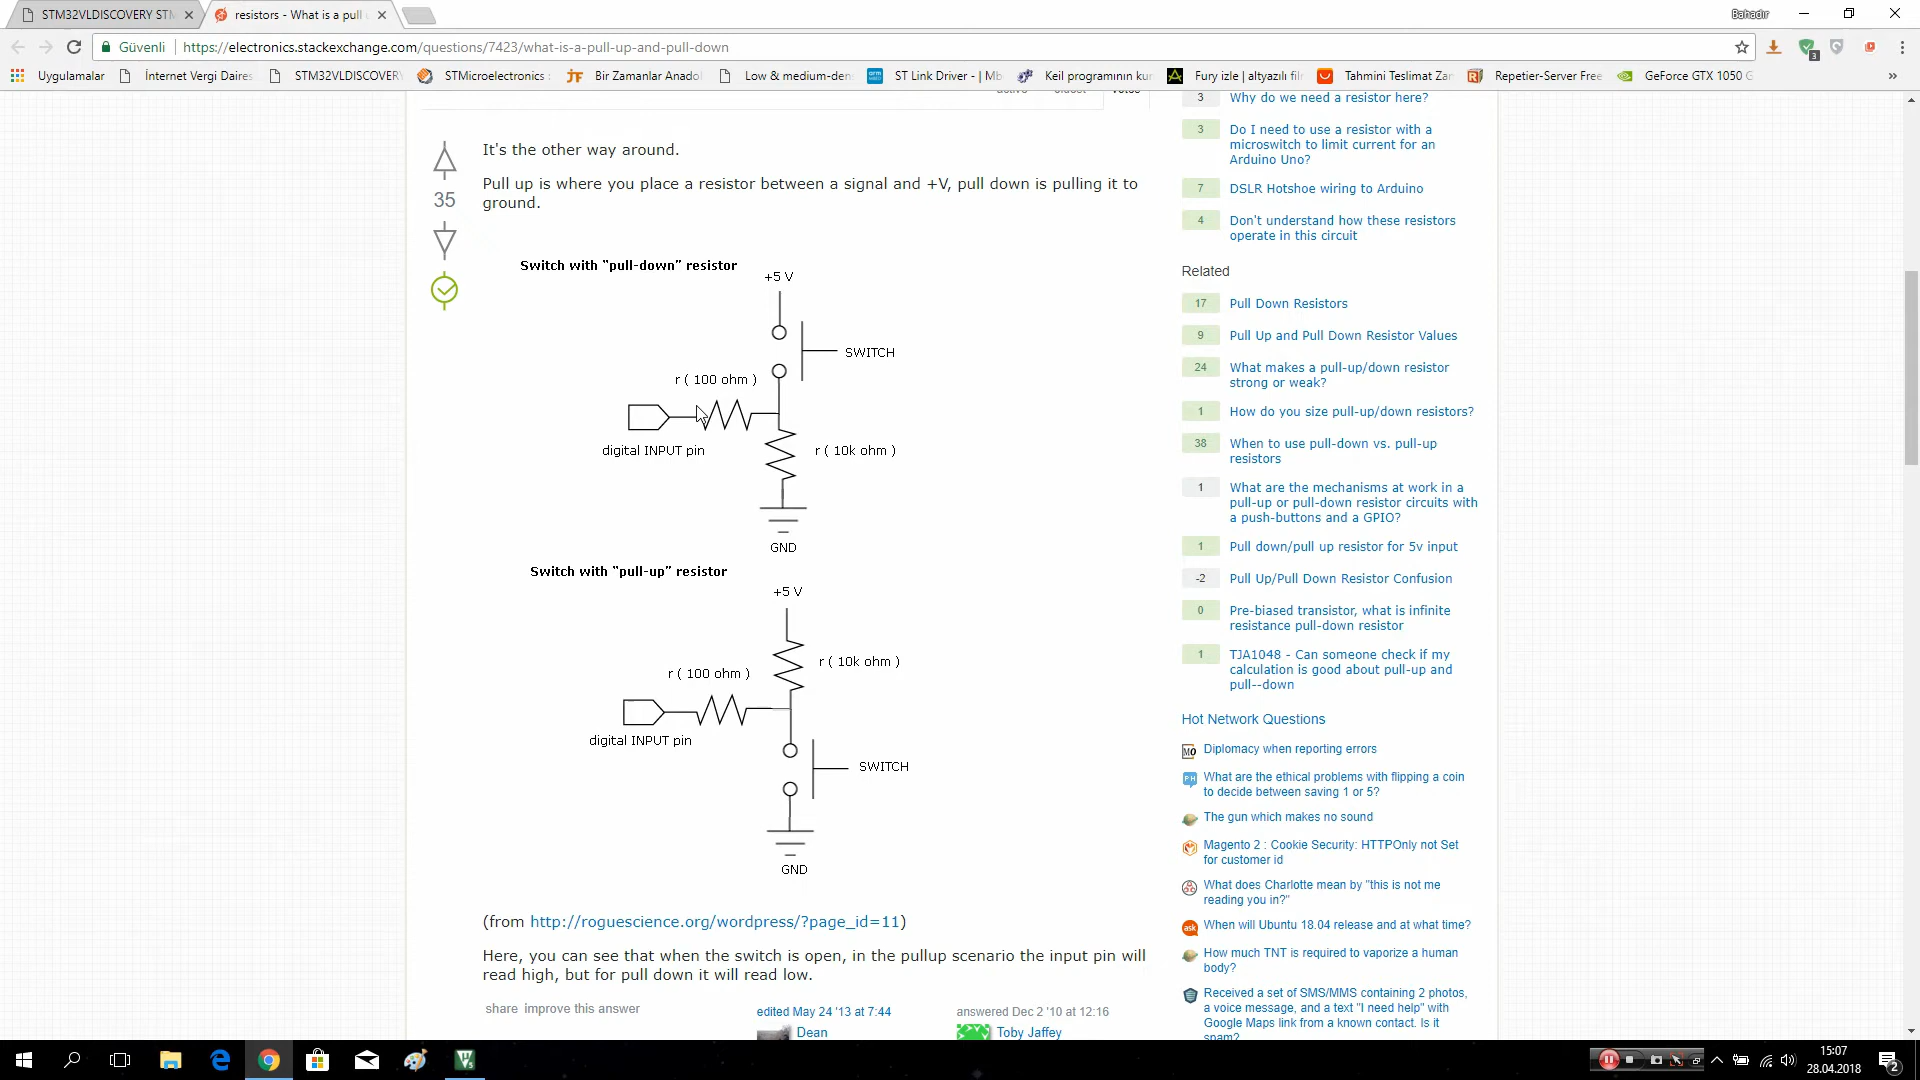 STM32VLDISCOVERY STM
resistors - What is a pull
Bahadır
Güvenli
https://electronics.stackexchange.com/questions/7423/what-is-a-pull-up-and-pull-down
Uygulamalar
İnternet Vergi Daires
STM32VLDISCOVERY
STMicroelectronics
Bir Zamanlar Anadol
Low & medium-den
ST Link Driver - | Mb
Keil programının kur
Fury izle | altyazılı fil
Tahmini Teslimat Zan
Repetier-Server Free
GeForce GTX 1050 G
»
active oldest votes
It's the other way around.
Pull up is where you place a resistor between a signal and +V, pull down is pulling it to
ground.
35
Switch with “pull-down” resistor
+5 V
SWITCH
r ( 100 ohm )
digital INPUT pin
r ( 10k ohm )
GND
Switch with “pull-up” resistor
+5 V
r ( 10k ohm )
r ( 100 ohm )
digital INPUT pin
SWITCH
GND
(from http://roguescience.org/wordpress/?page_id=11)
Here, you can see that when the switch is open, in the pullup scenario the input pin will
read high, but for pull down it will read low.
share improve this answer
edited May 24 '13 at 7:44
Dean
answered Dec 2 '10 at 12:16
Toby Jaffey
3 Why do we need a resistor here?
3 Do I need to use a resistor with a
microswitch to limit current for an
Arduino Uno?
7 DSLR Hotshoe wiring to Arduino
4 Don't understand how these resistors
operate in this circuit
Related
17 Pull Down Resistors
9 Pull Up and Pull Down Resistor Values
24 What makes a pull-up/down resistor
strong or weak?
1 How do you size pull-up/down resistors?
38 When to use pull-down vs. pull-up
resistors
1 What are the mechanisms at work in a
pull-up or pull-down resistor circuits with
a push-buttons and a GPIO?
1 Pull down/pull up resistor for 5v input
-2 Pull Up/Pull Down Resistor Confusion
0 Pre-biased transistor, what is infinite
resistance pull-down resistor
1 TJA1048 - Can someone check if my
calculation is good about pull-up and
pull--down
Hot Network Questions
MO Diplomacy when reporting errors
PH What are the ethical problems with flipping a coin
to decide between saving 1 or 5?
The gun which makes no sound
Magento 2 : Cookie Security: HTTPOnly not Set
for customer id
What does Charlotte mean by "this is not me
reading you in?"
ask When will Ubuntu 18.04 release and at what time?
How much TNT is required to vaporize a human
body?
Received a set of SMS/MMS containing 2 photos,
a voice message, and a text "I need help" with
Google Maps link from a known contact. Is it
spam?
15:07
28.04.2018
2